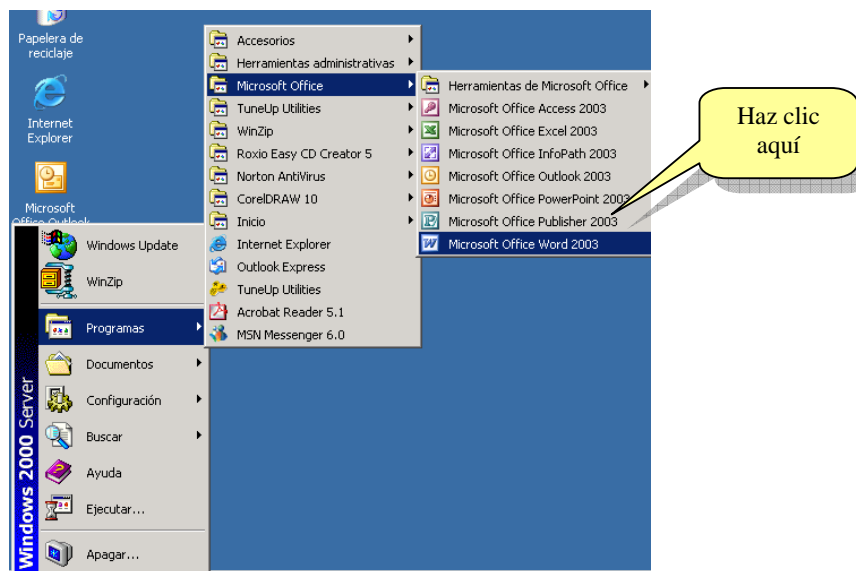 Papelera de
reciclaje
Internet
Explorer
Microsoft
Office Outlook
Windows Update
WinZip
Programas
Documentos
Configuración
Buscar
Ayuda
Ejecutar...
Apagar...
Windows 2000 Server
Accesorios
Herramientas administrativas
Microsoft Office
TuneUp Utilities
WinZip
Roxio Easy CD Creator 5
Norton AntiVirus
CorelDRAW 10
Inicio
Internet Explorer
Outlook Express
TuneUp Utilities
Acrobat Reader 5.1
MSN Messenger 6.0
Herramientas de Microsoft Office
Microsoft Office Access 2003
Microsoft Office Excel 2003
Microsoft Office InfoPath 2003
Microsoft Office Outlook 2003
Microsoft Office PowerPoint 2003
Microsoft Office Publisher 2003
Microsoft Office Word 2003
Haz clic
aquí